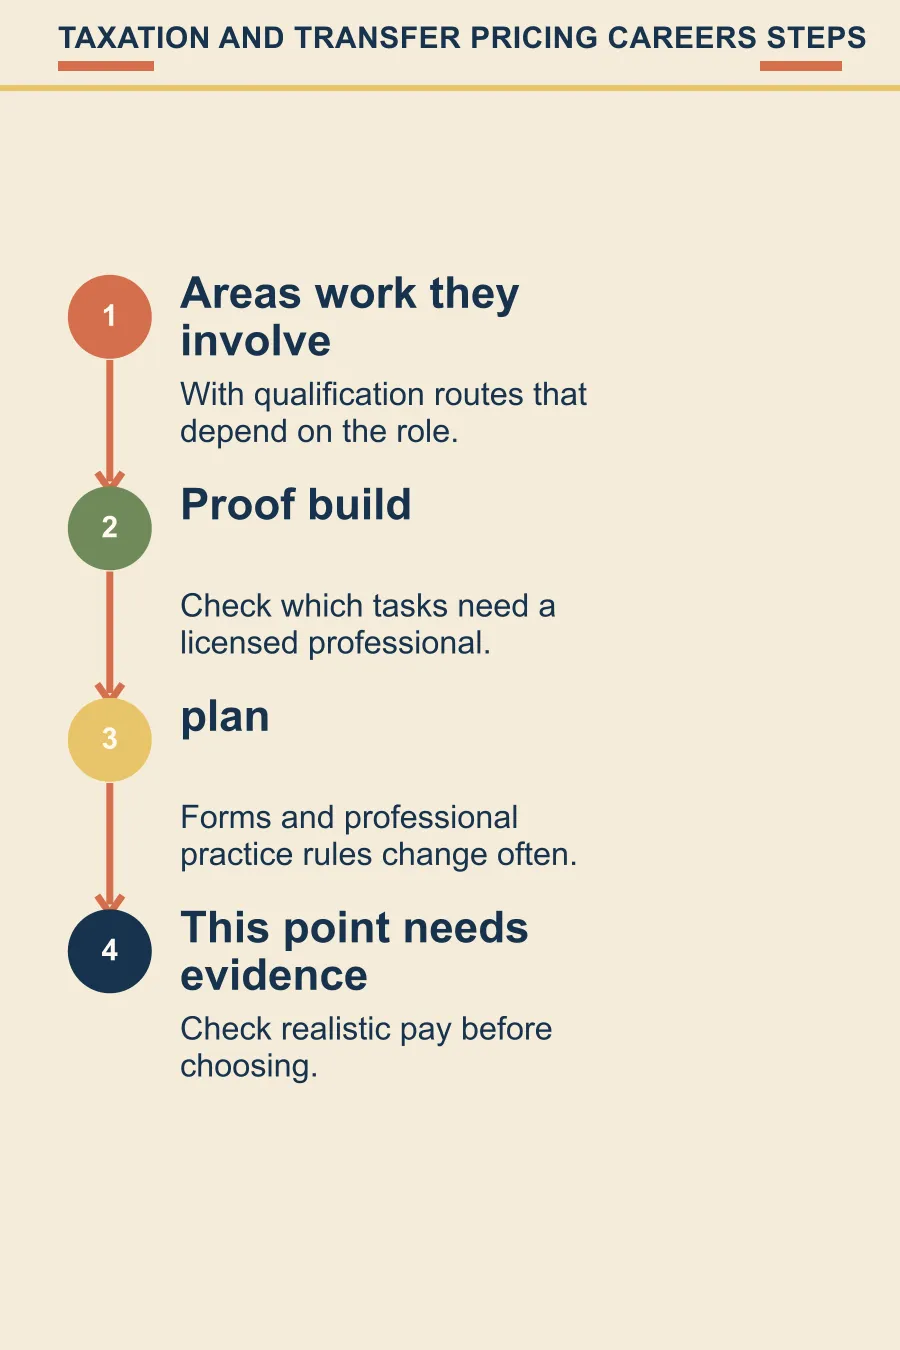 TAXATION AND TRANSFER PRICING CAREERS STEPS
1
Areas work they
involve
With qualification routes that
depend on the role.
2
Proof build
Check which tasks need a
licensed professional.
3
plan
Forms and professional
practice rules change often.
4
This point needs
evidence
Check realistic pay before
choosing.